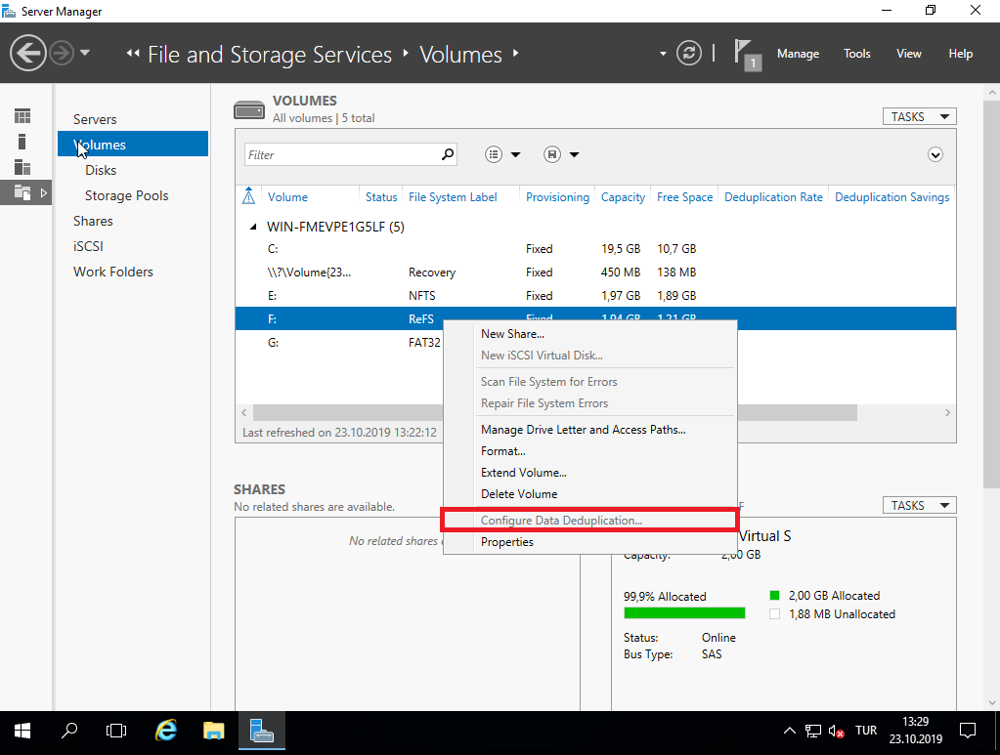 Server Manager
File and Storage Services Volumes
1 Manage Tools View Help
Servers
Volumes
Disks
Storage Pools
Shares
iSCSI
Work Folders
VOLUMES
All volumes | 5 total
TASKS
Filter
Volume Status File System Label Provisioning Capacity Free Space Deduplication Rate Deduplication Savings
WIN-FMEVPE1G5LF (5)
C: Fixed 19,5 GB 10,7 GB
\\?\Volume{23... Recovery Fixed 450 MB 138 MB
E: NFTS Fixed 1,97 GB 1,89 GB
F: ReFS Fixed 1,94 GB 1,21 GB
G: FAT32
Last refreshed on 23.10.2019 13:22:12
New Share...
New iSCSI Virtual Disk...
Scan File System for Errors
Repair File System Errors
Manage Drive Letter and Access Paths...
Format...
Extend Volume...
Delete Volume
Configure Data Deduplication...
Properties
SHARES
No related shares are available.
No related shares
TASKS
Virtual S
Capacity: 2,00 GB
99,9% Allocated
2,00 GB Allocated
1,88 MB Unallocated
Status: Online
Bus Type: SAS
TUR
13:29
23.10.2019